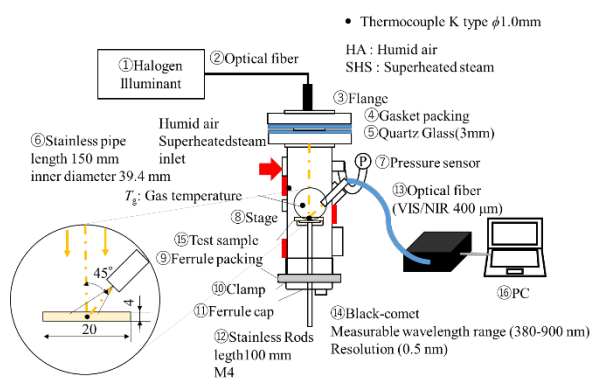 • Thermocouple K type ϕ1.0mm
HA : Humid air
SHS : Superheated steam
①Halogen
Illuminant
②Optical fiber
③Flange
④Gasket packing
⑤Quartz Glass(3mm)
⑥Stainless pipe
length 150 mm
inner diameter 39.4 mm
Humid air
Superheatedsteam
inlet
P
⑦Pressure sensor
Tg: Gas temperature
⑬Optical fiber
(VIS/NIR 400 μm)
⑧Stage
⑮Test sample
⑨Ferrule packing
⑩Clamp
⑪Ferrule cap
⑫Stainless Rods
legth100 mm
M4
⑯PC
⑭Black-comet
Measurable wavelength range (380-900 nm)
Resolution (0.5 nm)
45°
4
20